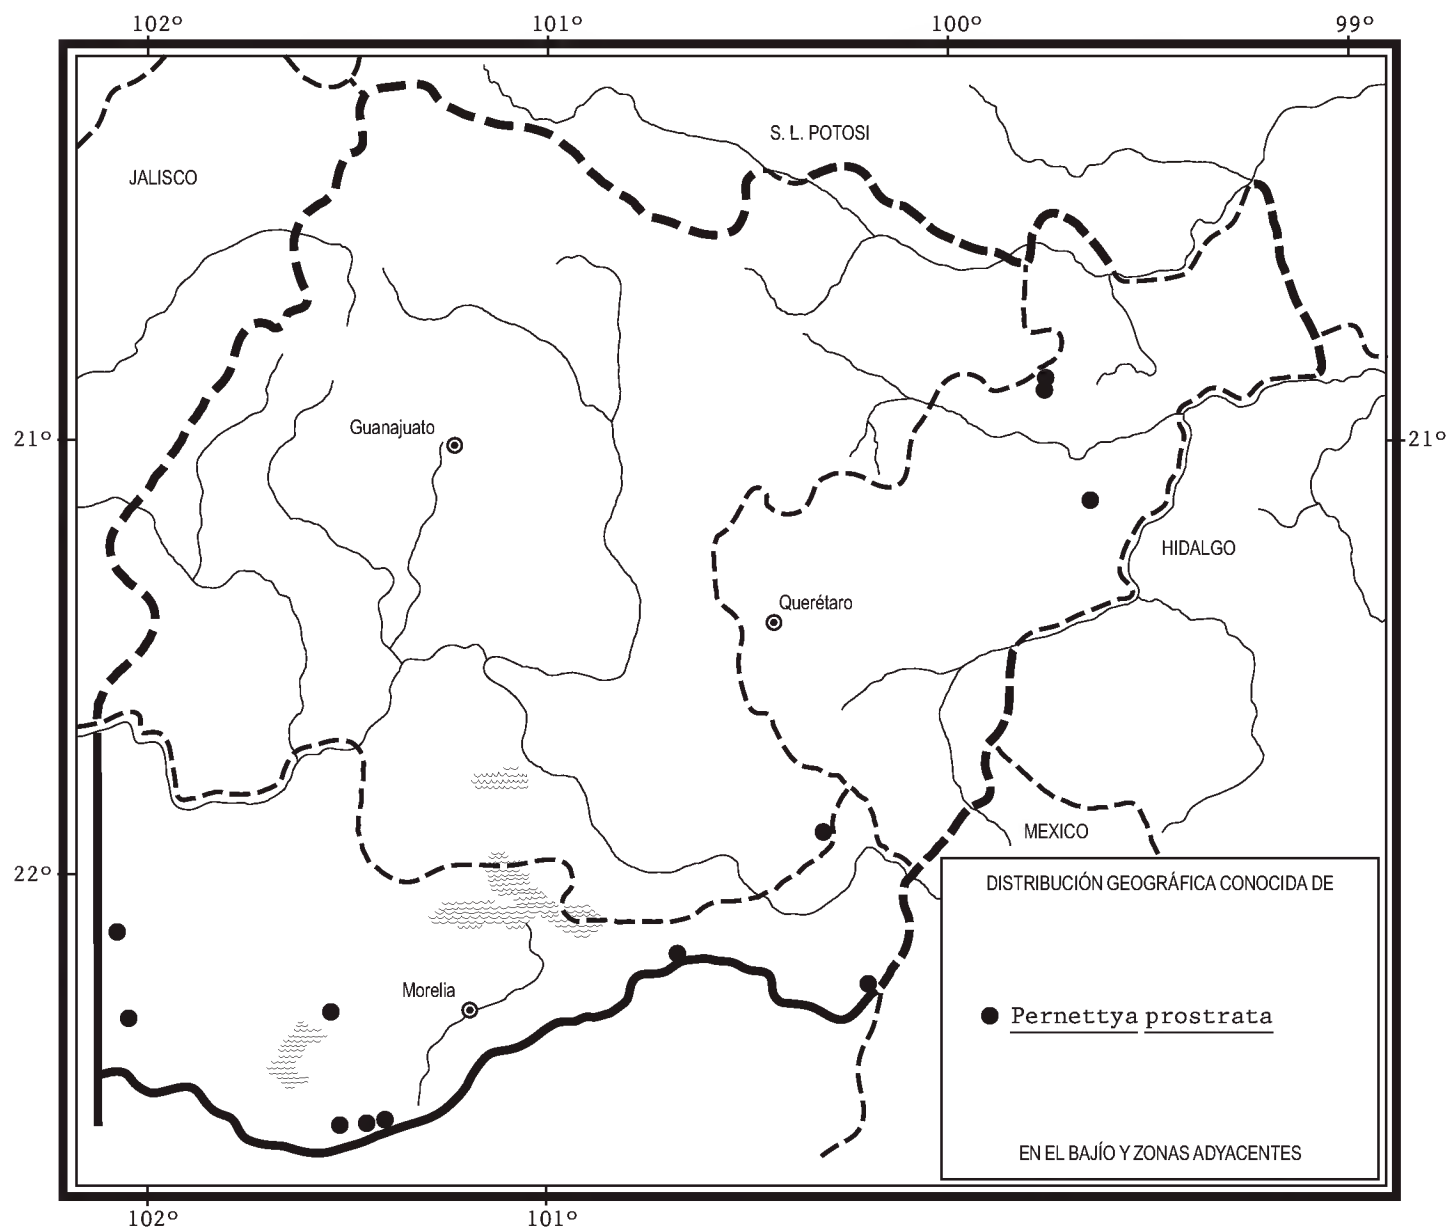 102º 101º 100º 99º
S. L. POTOSI
JALISCO
Guanajuato
21º 21º
HIDALGO
Querétaro
MEXICO
22º
DISTRIBUCIÓN GEOGRÁFICA CONOCIDA DE
Morelia
Pernettya prostrata
EN EL BAJÍO Y ZONAS ADYACENTES
102º 101º